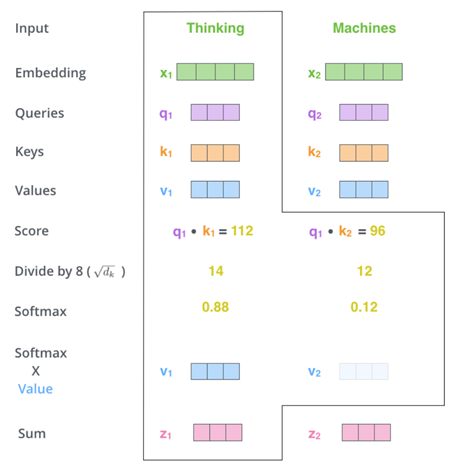 Input Thinking Machines
Embedding x₁ x₂
Queries q₁ q₂
Keys k₁ k₂
Values v₁ v₂
Score q₁ • k₁ = 112 q₁ • k₂ = 96
Divide by 8 ( √dₖ ) 14 12
Softmax 0.88 0.12
Softmax
X v₁ v₂
Value
Sum z₁ z₂